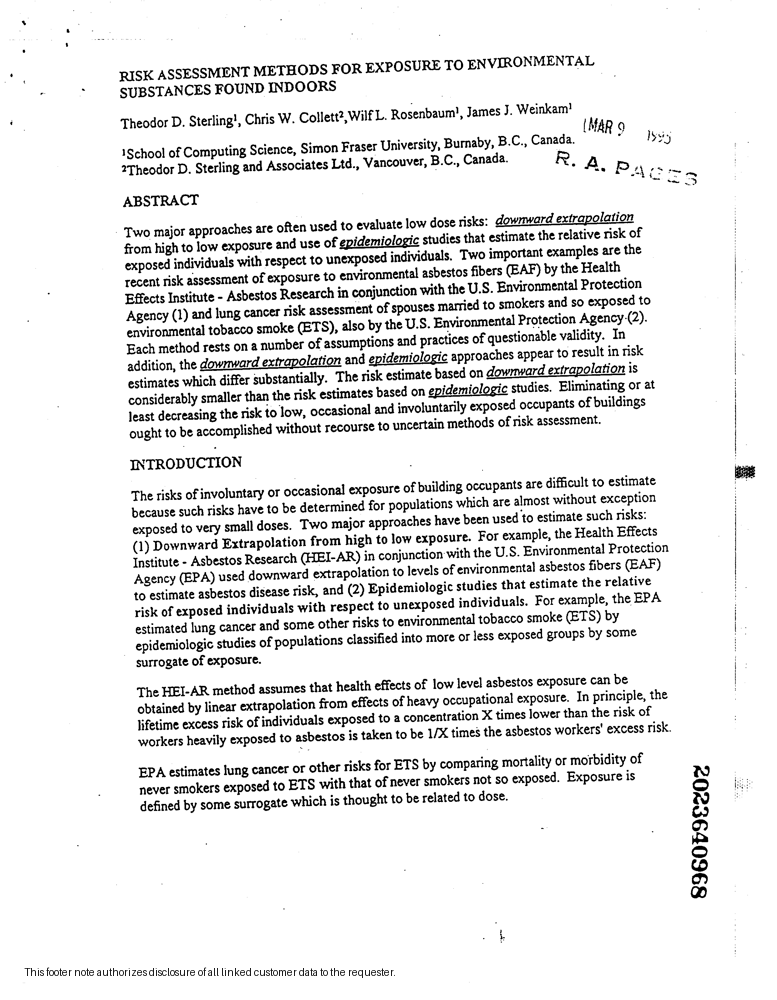 RISK ASSESSMENT METHODS FOR EXPOSURE TO ENVIRONMENTAL
SUBSTANCES FOUND INDOORS
Theodor D. Sterling¹, Chris W. Collett²,Wilf L. Rosenbaum¹, James J. Weinkam¹
¹School of Computing Science, Simon Fraser University, Burnaby, B.C., Canada.
²Theodor D. Sterling and Associates Ltd., Vancouver, B.C., Canada.
MAR 9 1995
R. A. PAGES
ABSTRACT
Two major approaches are often used to evaluate low dose risks: downward extrapolation
from high to low exposure and use of epidemiologic studies that estimate the relative risk of
exposed individuals with respect to unexposed individuals. Two important examples are the
recent risk assessment of exposure to environmental asbestos fibers (EAF) by the Health
Effects Institute - Asbestos Research in conjunction with the U.S. Environmental Protection
Agency (1) and lung cancer risk assessment of spouses married to smokers and so exposed to
environmental tobacco smoke (ETS), also by the U.S. Environmental Protection Agency (2).
Each method rests on a number of assumptions and practices of questionable validity. In
addition, the downward extrapolation and epidemiologic approaches appear to result in risk
estimates which differ substantially. The risk estimate based on downward extrapolation is
considerably smaller than the risk estimates based on epidemiologic studies. Eliminating or at
least decreasing the risk to low, occasional and involuntarily exposed occupants of buildings
ought to be accomplished without recourse to uncertain methods of risk assessment.
INTRODUCTION
The risks of involuntary or occasional exposure of building occupants are difficult to estimate
because such risks have to be determined for populations which are almost without exception
exposed to very small doses. Two major approaches have been used to estimate such risks:
(1) Downward Extrapolation from high to low exposure. For example, the Health Effects
Institute - Asbestos Research (HEI-AR) in conjunction with the U.S. Environmental Protection
Agency (EPA) used downward extrapolation to levels of environmental asbestos fibers (EAF)
to estimate asbestos disease risk, and (2) Epidemiologic studies that estimate the relative
risk of exposed individuals with respect to unexposed individuals. For example, the EPA
estimated lung cancer and some other risks to environmental tobacco smoke (ETS) by
epidemiologic studies of populations classified into more or less exposed groups by some
surrogate of exposure.
The HEI-AR method assumes that health effects of low level asbestos exposure can be
obtained by linear extrapolation from effects of heavy occupational exposure. In principle, the
lifetime excess risk of individuals exposed to a concentration X times lower than the risk of
workers heavily exposed to asbestos is taken to be 1/X times the asbestos workers' excess risk.
EPA estimates lung cancer or other risks for ETS by comparing mortality or morbidity of
never smokers exposed to ETS with that of never smokers not so exposed. Exposure is
defined by some surrogate which is thought to be related to dose.
2023640968
This footer note authorizes disclosure of all linked customer data to the requester.